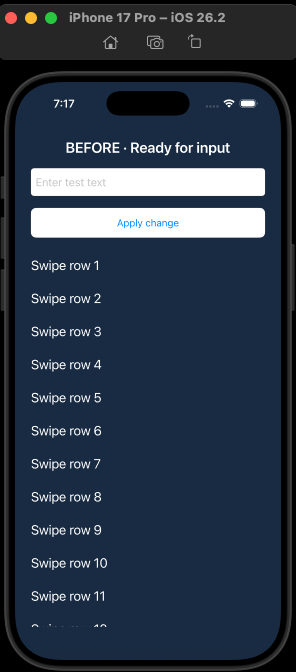 iPhone 17 Pro – iOS 26.2
7:17
BEFORE · Ready for input
Enter test text
Apply change
Swipe row 1
Swipe row 2
Swipe row 3
Swipe row 4
Swipe row 5
Swipe row 6
Swipe row 7
Swipe row 8
Swipe row 9
Swipe row 10
Swipe row 11